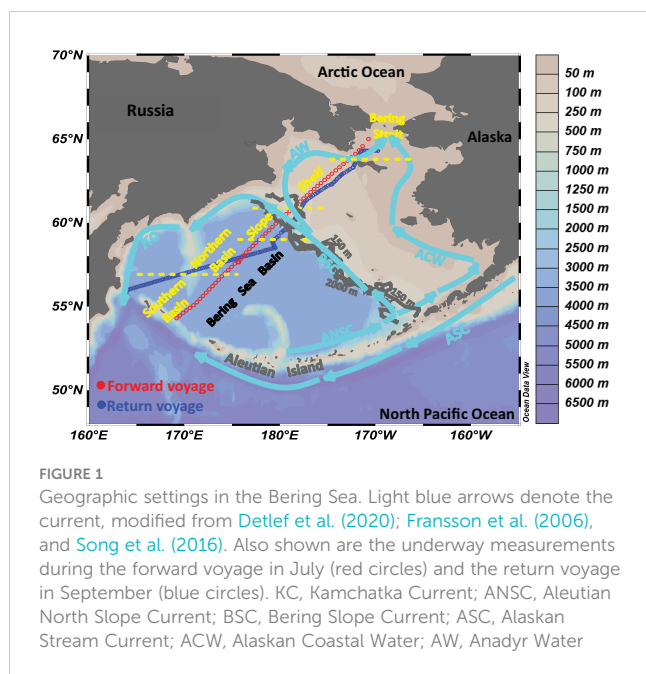 70°N
65°N
60°N
55°N
50°N
160°E
170°E
180°E
170°W
160°W
Arctic Ocean
Russia
Bering
Strait
Alaska
AW
Shelf
KC
Slope
Northern
Basin
Southern
Basin
Bering Sea Basin
150 m
BSC
2000 m
150 m
ACW
ANSC
ASC
Aleutian
Island
Forward voyage
Return voyage
North Pacific Ocean
Ocean Data View
50 m
100 m
250 m
500 m
750 m
1000 m
1250 m
1500 m
2000 m
2500 m
3000 m
3500 m
4000 m
4500 m
5000 m
5500 m
6000 m
6500 m
FIGURE 1
Geographic settings in the Bering Sea. Light blue arrows denote the
current, modified from Detlef et al. (2020); Fransson et al. (2006),
and Song et al. (2016). Also shown are the underway measurements
during the forward voyage in July (red circles) and the return voyage
in September (blue circles). KC, Kamchatka Current; ANSC, Aleutian
North Slope Current; BSC, Bering Slope Current; ASC, Alaskan
Stream Current; ACW, Alaskan Coastal Water; AW, Anadyr Water